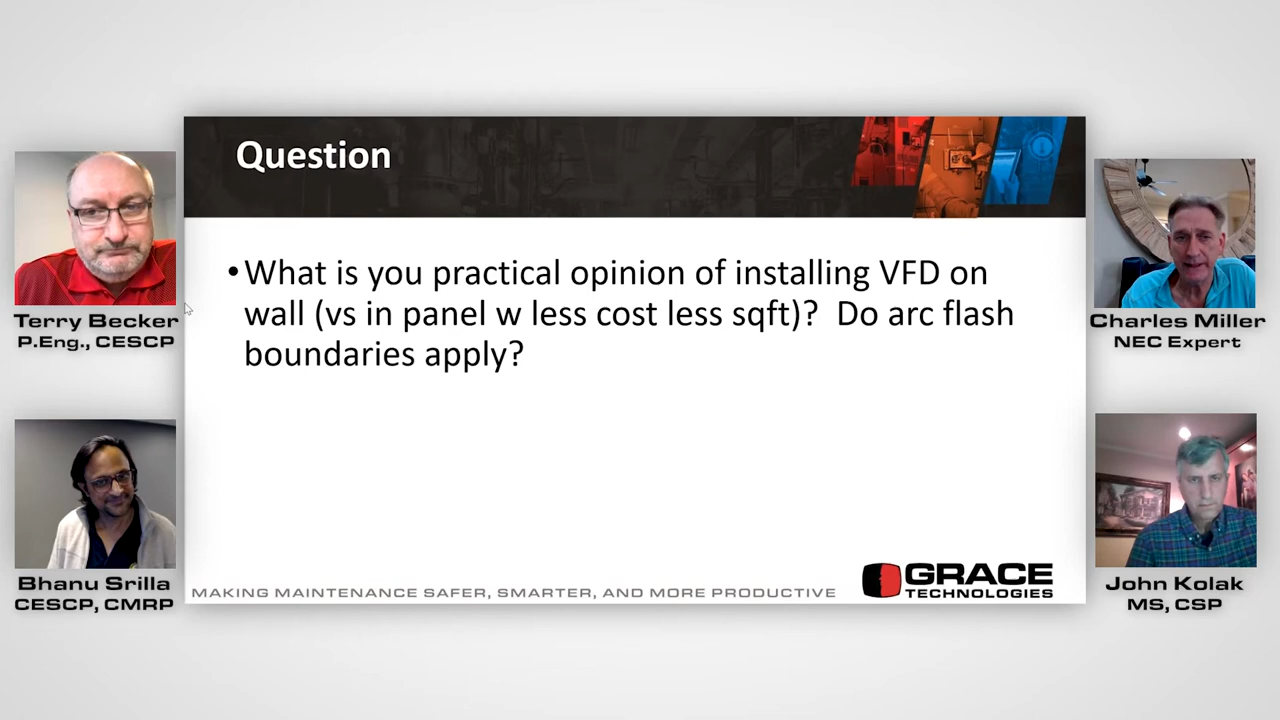 Question
•What is you practical opinion of installing VFD on
wall (vs in panel w less cost less sqft)?  Do arc flash
boundaries apply?
Terry Becker
P.Eng., CESCP
Charles Miller
NEC Expert
Bhanu Srilla
CESCP, CMRP
John Kolak
MS, CSP
MAKING MAINTENANCE SAFER, SMARTER, AND MORE PRODUCTIVE
GRACE
TECHNOLOGIES